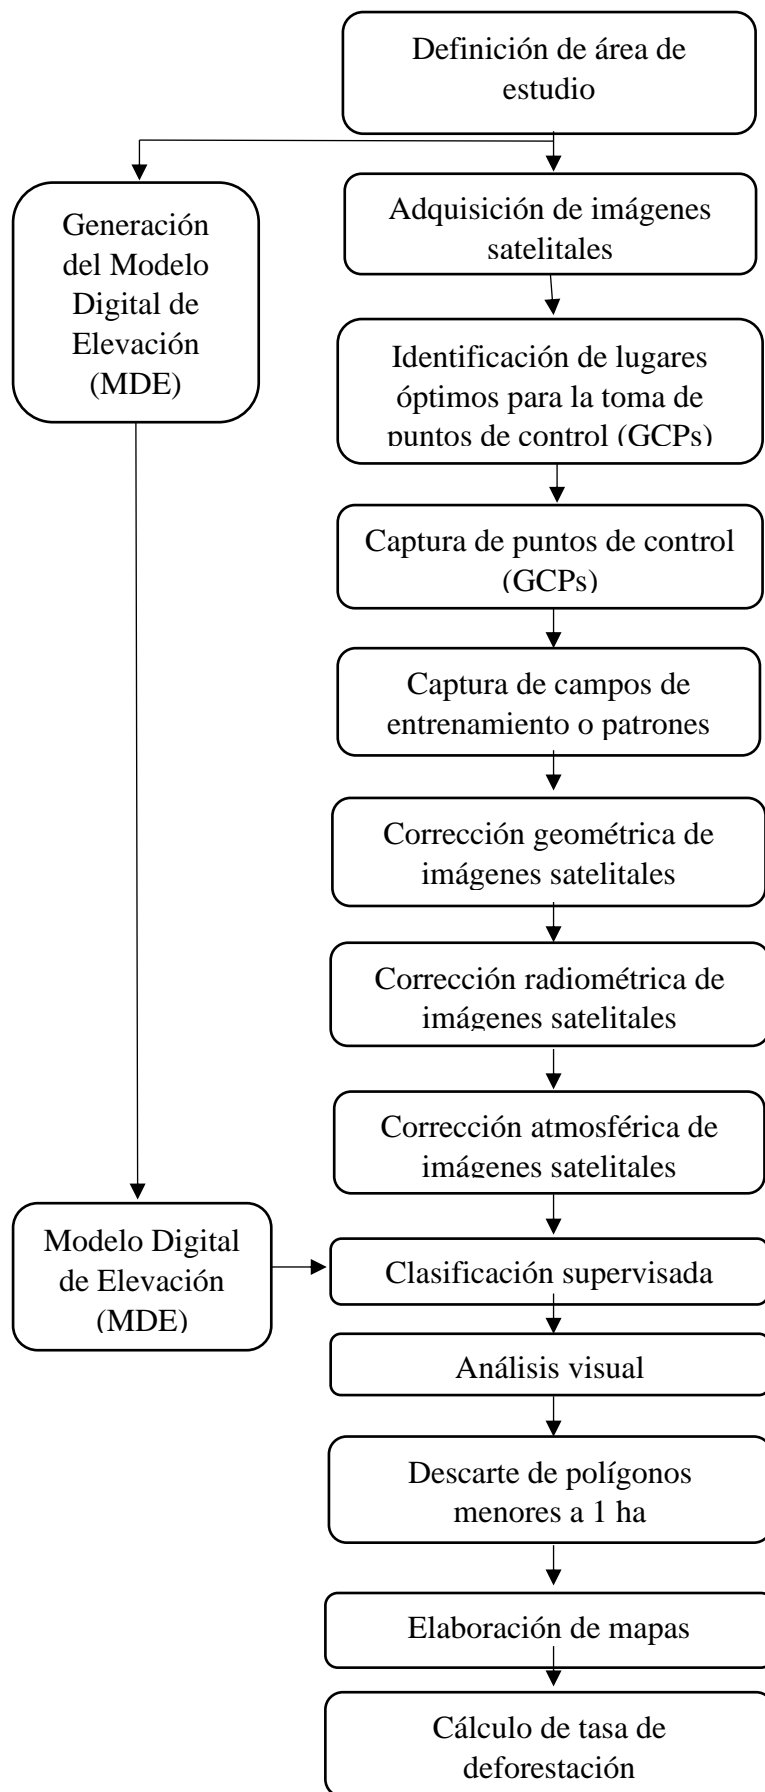 Definición de área de
estudio
Generación
del Modelo
Digital de
Elevación
(MDE)
Adquisición de imágenes
satelitales
Identificación de lugares
óptimos para la toma de
puntos de control (GCPs)
Captura de puntos de control
(GCPs)
Captura de campos de
entrenamiento o patrones
Corrección geométrica de
imágenes satelitales
Corrección radiométrica de
imágenes satelitales
Corrección atmosférica de
imágenes satelitales
Modelo Digital
de Elevación
(MDE)
Clasificación supervisada
Análisis visual
Descarte de polígonos
menores a 1 ha
Elaboración de mapas
Cálculo de tasa de
deforestación